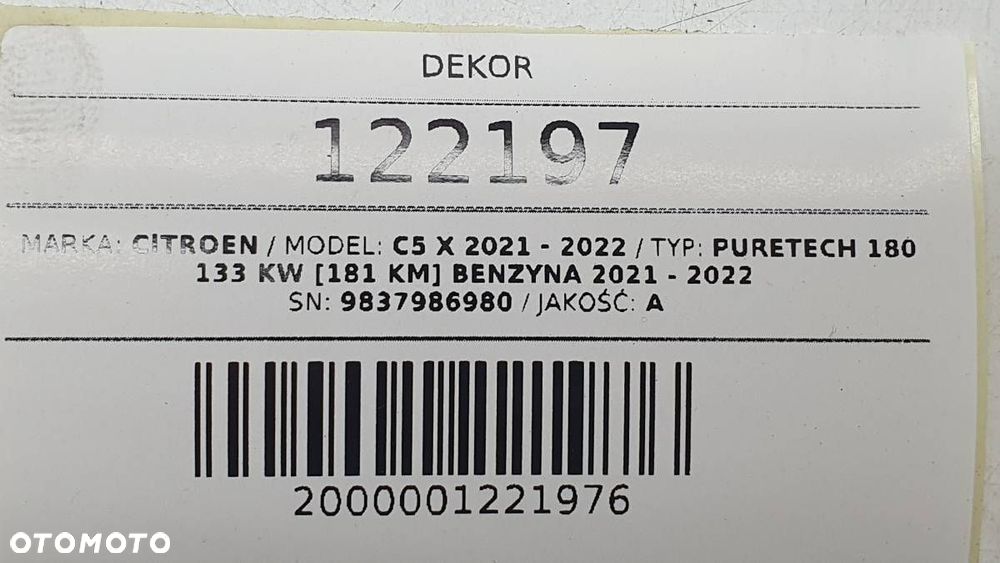 DEKOR
122197
MARKA: CITROEN / MODEL: C5 X 2021 - 2022 / TYP: PURETECH 180
133 KW [181 KM] BENZYNA 2021 - 2022
SN: 9837986980 / JAKOŚĆ: A
2000001221976
OTOMOTO